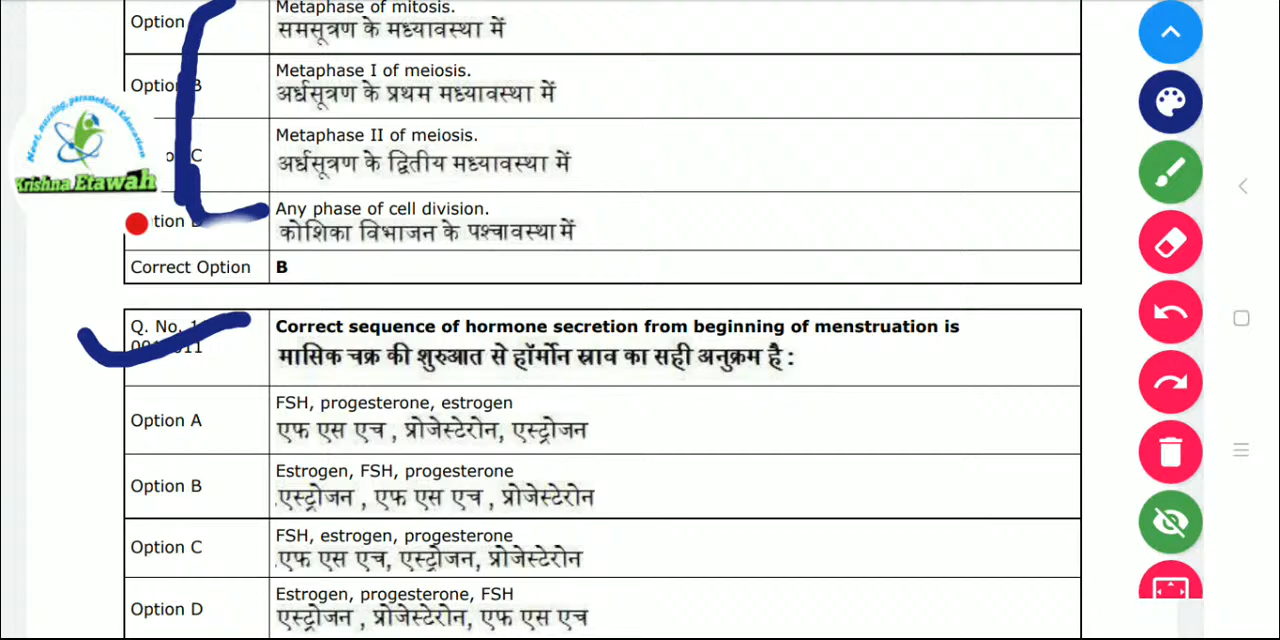 Metaphase of mitosis.
Option
समसूत्रण के मध्यावस्था में
Metaphase I of meiosis.
Option B
अर्धसूत्रण के प्रथम मध्यावस्था में
Metaphase II of meiosis.
C
अर्धसूत्रण के द्वितीय मध्यावस्था में
Any phase of cell division.
कोशिका विभाजन के पश्चावस्था में
Correct Option B
Neet, nursing, paramedical Education
Krishna Etawah
Q. No.
Correct sequence of hormone secretion from beginning of menstruation is
मासिक चक्र की शुरुआत से हॉर्मोन स्राव का सही अनुक्रम है :
Option A
FSH, progesterone, estrogen
एफ एस एच , प्रोजेस्टेरोन, एस्ट्रोजन
Option B
Estrogen, FSH, progesterone
.एस्ट्रोजन , एफ एस एच , प्रोजेस्टेरोन
Option C
FSH, estrogen, progesterone
.एफ एस एच, एस्ट्रोजन, प्रोजेस्टेरोन
Option D
Estrogen, progesterone, FSH
एस्ट्रोजन , प्रोजेस्टेरोन, एफ एस एच